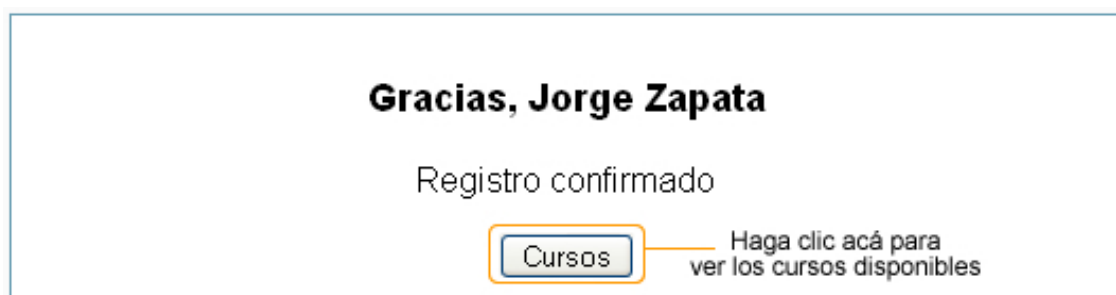 Gracias, Jorge Zapata
Registro confirmado
Cursos
Haga clic acá para
ver los cursos disponibles